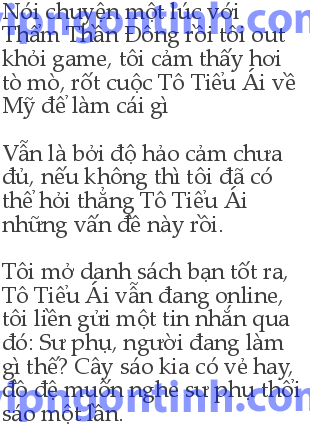 Nói chuyện một lúc với
Thẩm Thần Đồng rồi tôi out
khỏi game, tôi cảm thấy hơi
tò mò, rốt cuộc Tô Tiểu Ái về
Mỹ để làm cái gì
Vẫn là bởi độ hảo cảm chưa
đủ, nếu không thì tôi đã có
thể hỏi thẳng Tô Tiểu Ái
những vấn đề này rồi.
Tôi mở danh sách bạn tốt ra,
Tô Tiểu Ái vẫn đang online,
tôi liền gửi một tin nhắn qua
đó: Sư phụ, người đang làm
gì thế? Cây sáo kia có vẻ hay,
đồ đệ muốn nghe sư phụ thổi
sáo một lần.